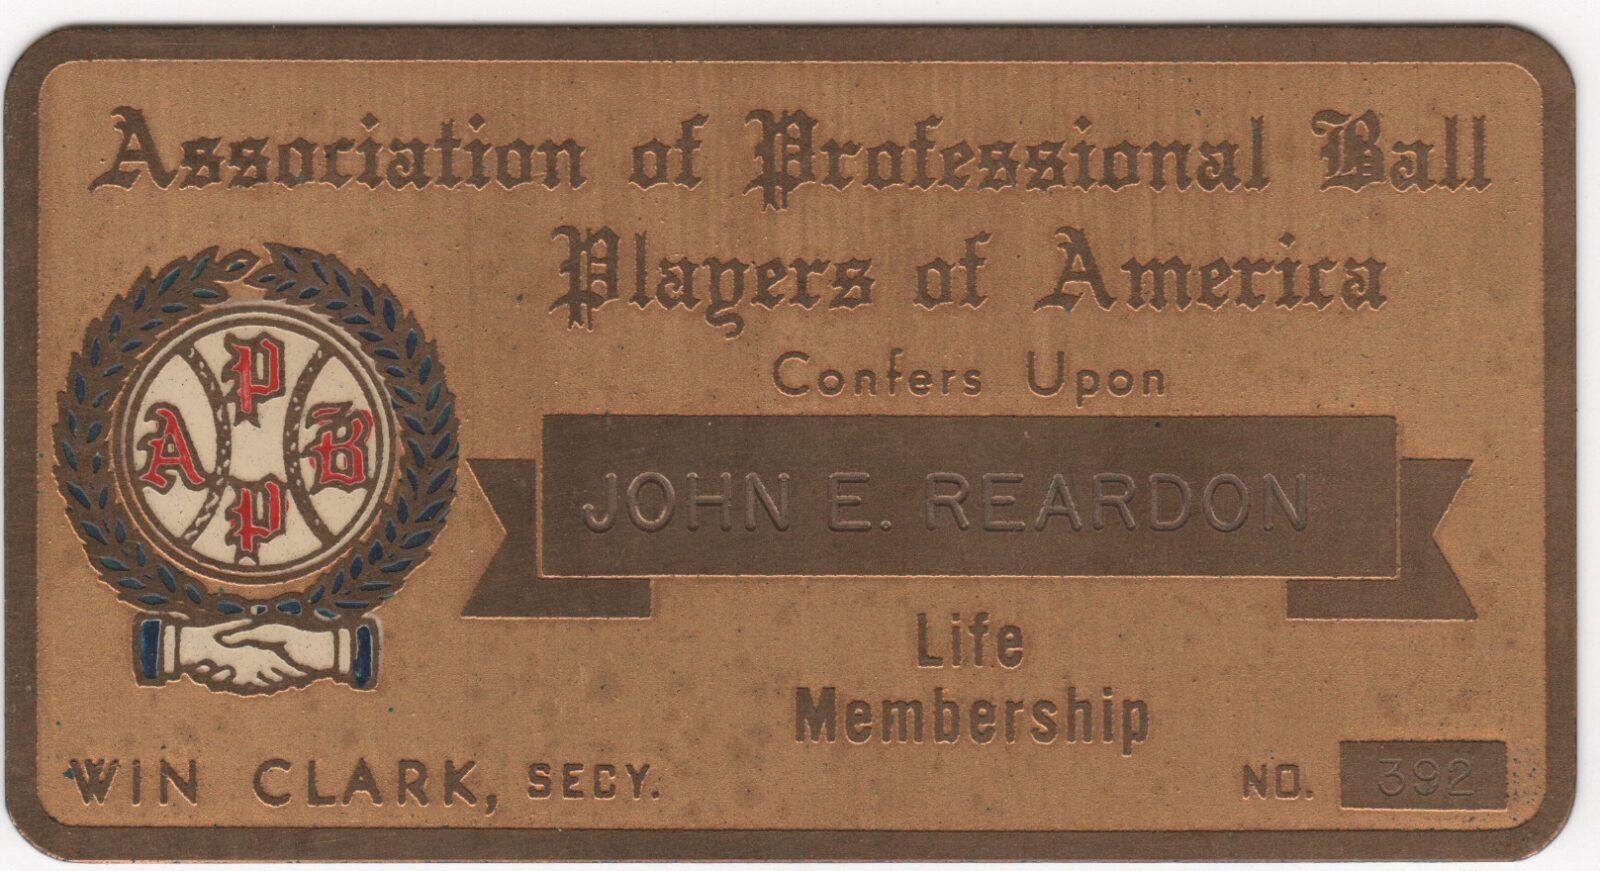 Association of Professional Ball
Players of America
Confers Upon
JOHN E. REARDON
Life
Membership
P
A B
P
WIN CLARK, SECY.
NO. 392